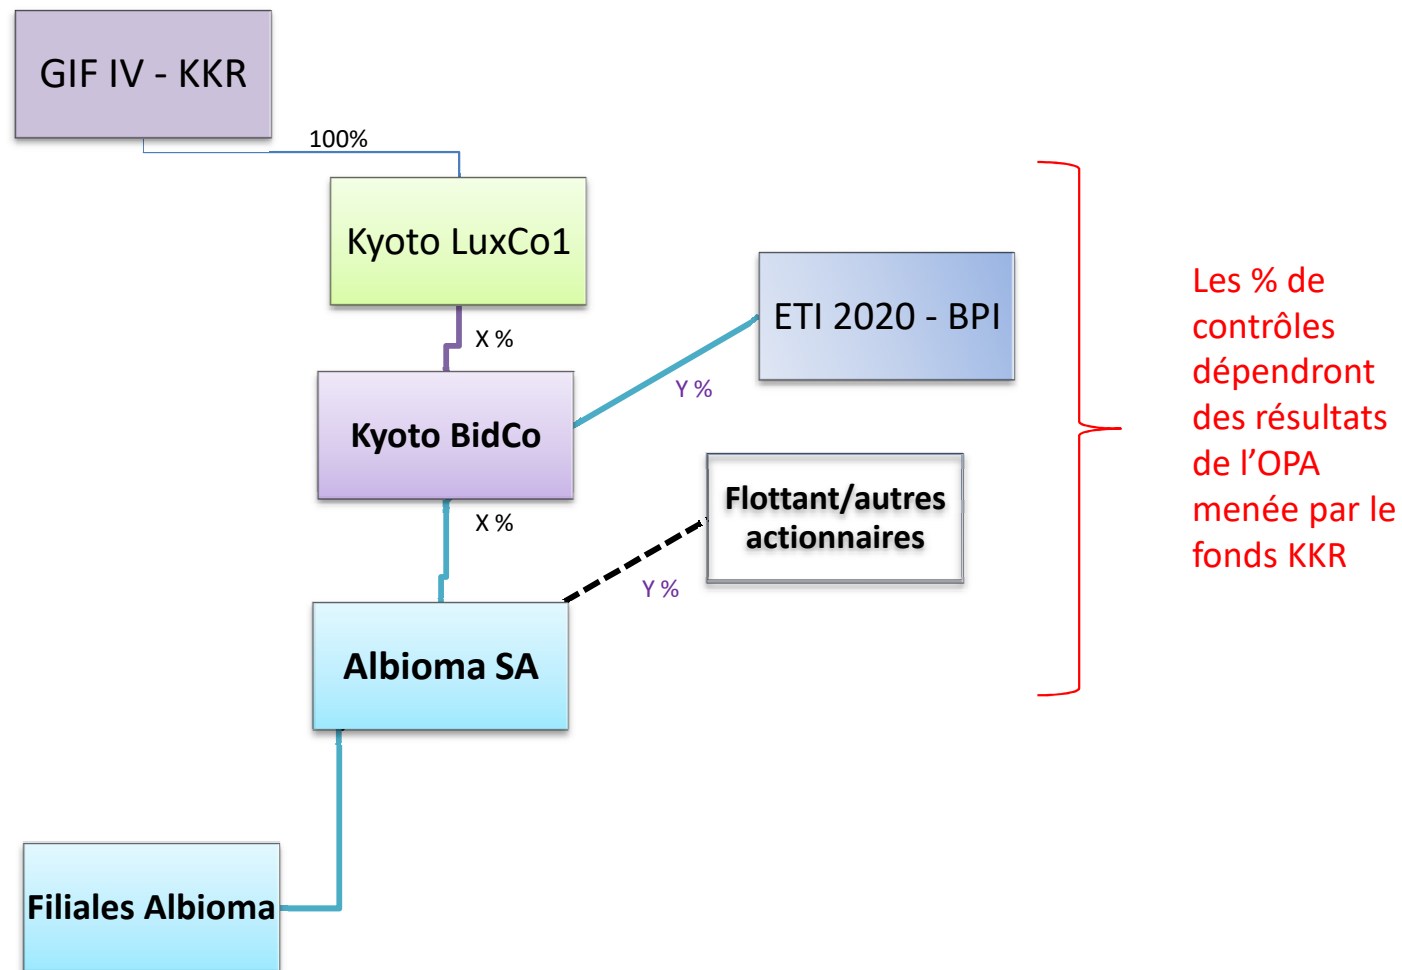 GIF IV - KKR
100%
Kyoto LuxCo1
X %
ETI 2020 - BPI
Y %
Kyoto BidCo
X %
Flottant/autres
actionnaires
Y %
Albioma SA
Filiales Albioma
Les % de
contrôles
dépendront
des résultats
de l’OPA
menée par le
fonds KKR